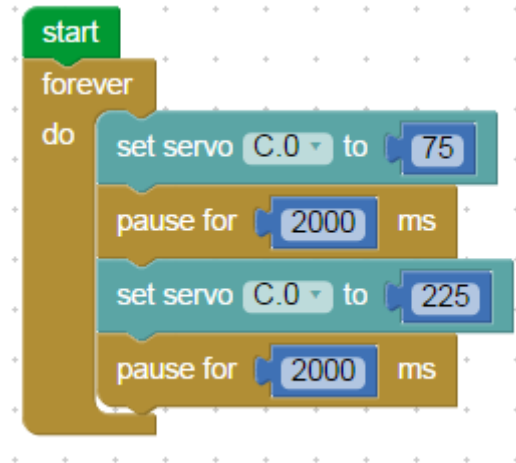 start
forever
do
set servo C.0 to 75
pause for 2000 ms
set servo C.0 to 225
pause for 2000 ms